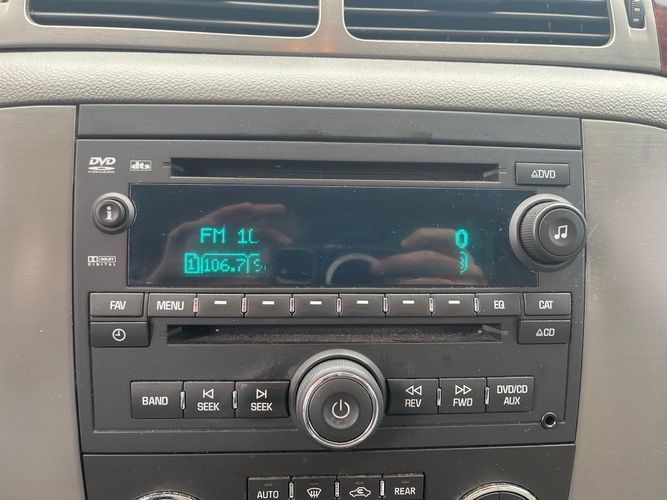 DVD VIDEO dts
△DVD
i
DOLBY
DIGITAL
FM 10 0
1 106.7
FAV MENU EQ CAT
△CD
BAND SEEK SEEK REV FWD DVD/CD
AUX
AUTO REAR